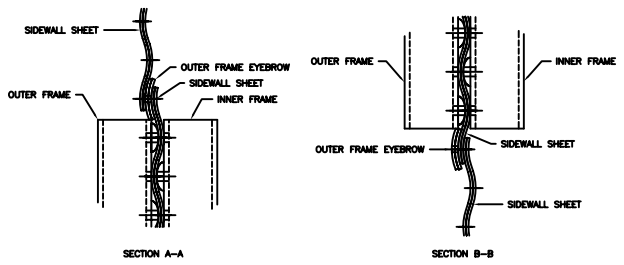 SIDEWALL SHEET
OUTER FRAME EYEBROW
SIDEWALL SHEET
OUTER FRAME
INNER FRAME
SECTION A-A
OUTER FRAME
INNER FRAME
SIDEWALL SHEET
OUTER FRAME EYEBROW
SIDEWALL SHEET
SECTION B-B